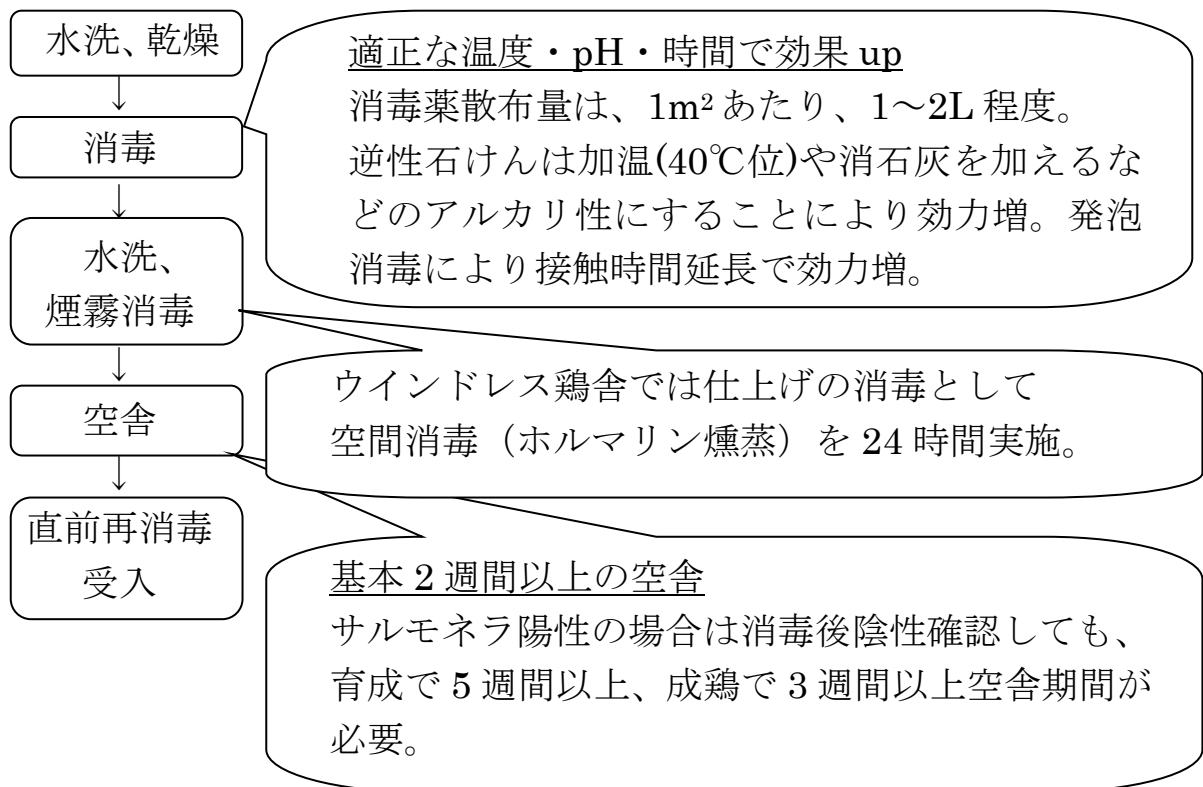 水洗、乾燥
↓
消毒
↓
水洗、
煙霧消毒
↓
空舎
↓
直前再消毒
受入
適正な温度・pH・時間で効果 up
消毒薬散布量は、1m²あたり、1～2L 程度。
逆性石けんは加温(40℃位)や消石灰を加えるな
どのアルカリ性にすることにより効力増。発泡
消毒により接触時間延長で効力増。
ウインドレス鶏舎では仕上げの消毒として
空間消毒（ホルマリン燻蒸）を 24 時間実施。
基本 2 週間以上の空舎
サルモネラ陽性の場合は消毒後陰性確認しても、
育成で 5 週間以上、成鶏で 3 週間以上空舎期間が
必要。